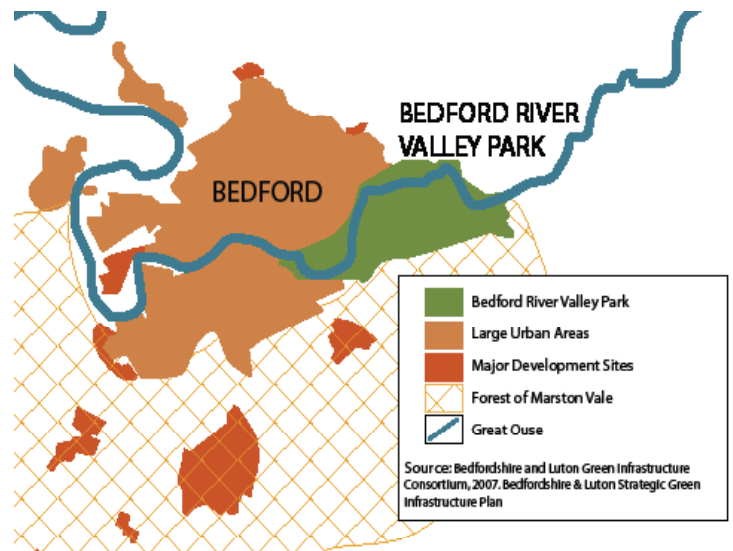 BEDFORD RIVER
VALLEY PARK
BEDFORD
Bedford River Valley Park
Large Urban Areas
Major Development Sites
Forest of Marston Vale
Great Ouse
Source: Bedfordshire and Luton Green Infrastructure
Consortium, 2007. Bedfordshire & Luton Strategic Green
Infrastructure Plan